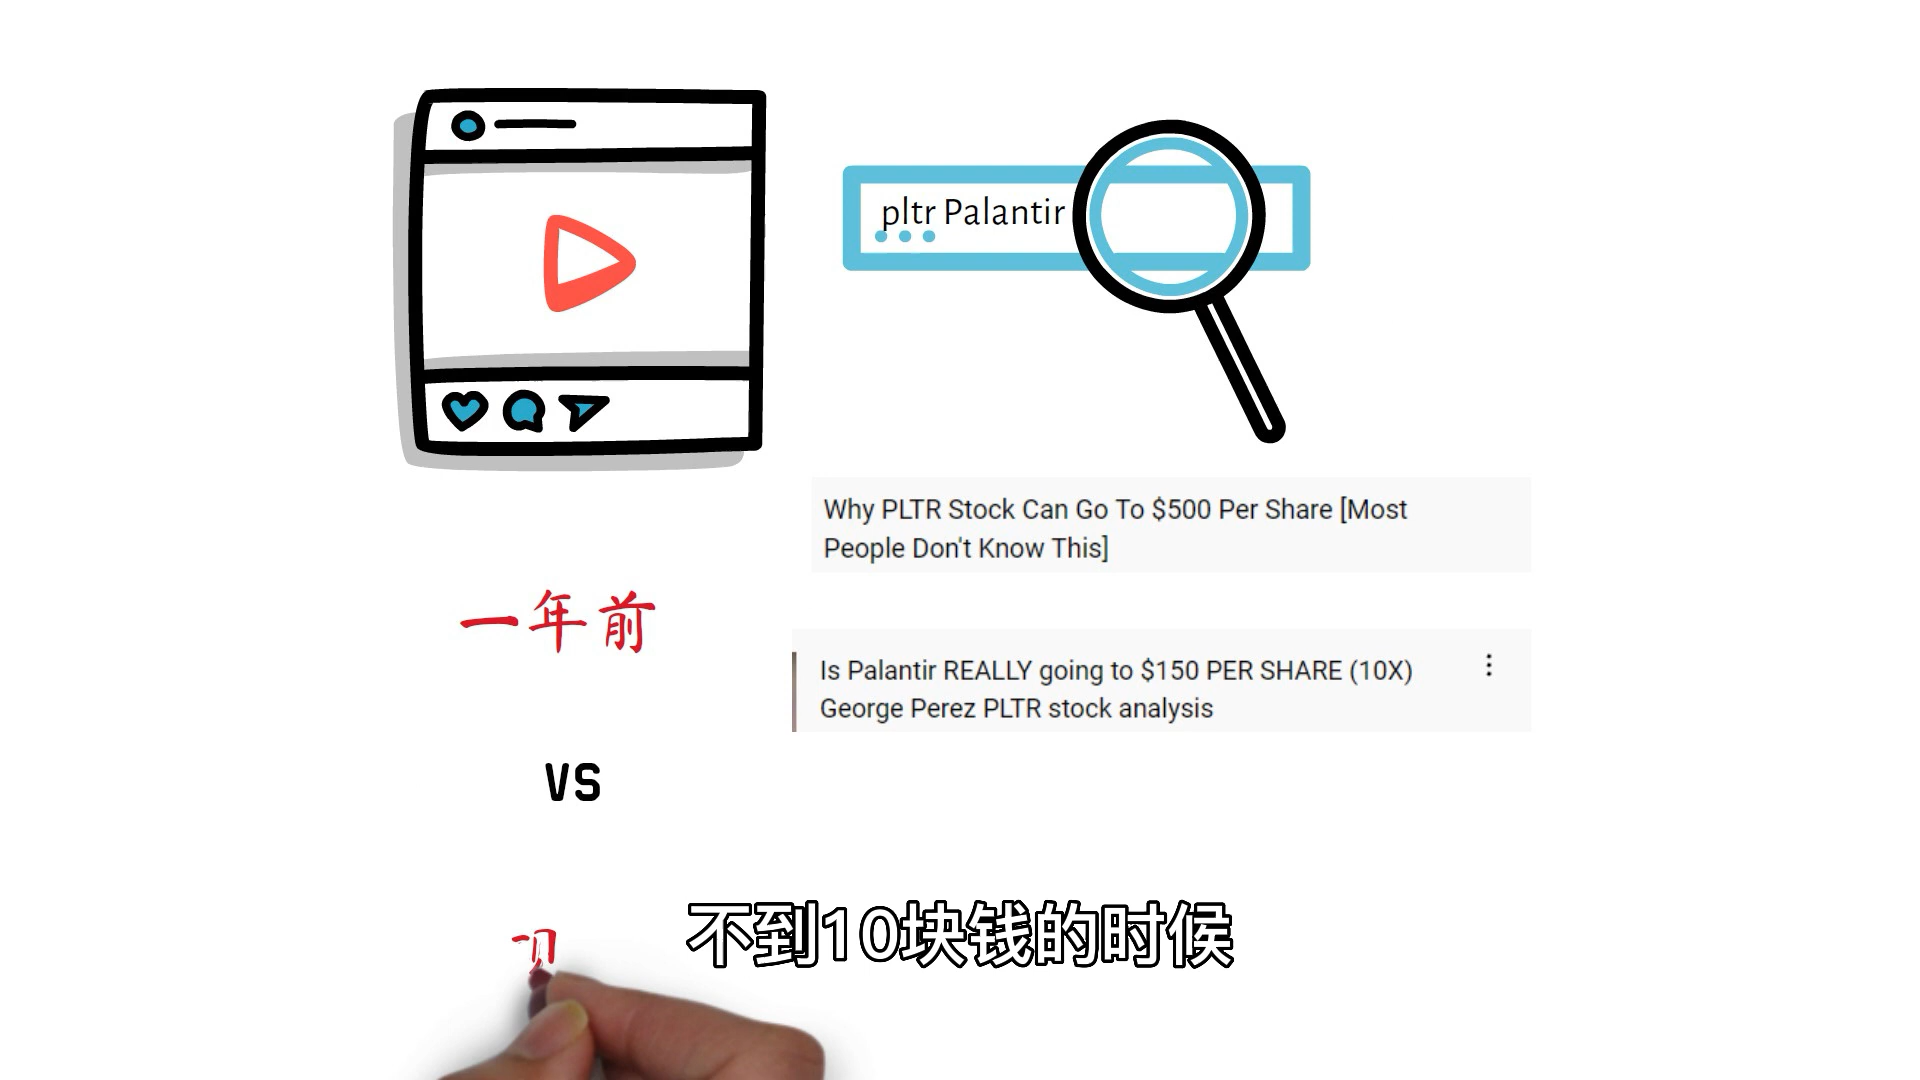 pltr Palantir
Why PLTR Stock Can Go To $500 Per Share [Most
People Don't Know This]
一年前
Is Palantir REALLY going to $150 PER SHARE (10X)
George Perez PLTR stock analysis
VS
不到10块钱的时候